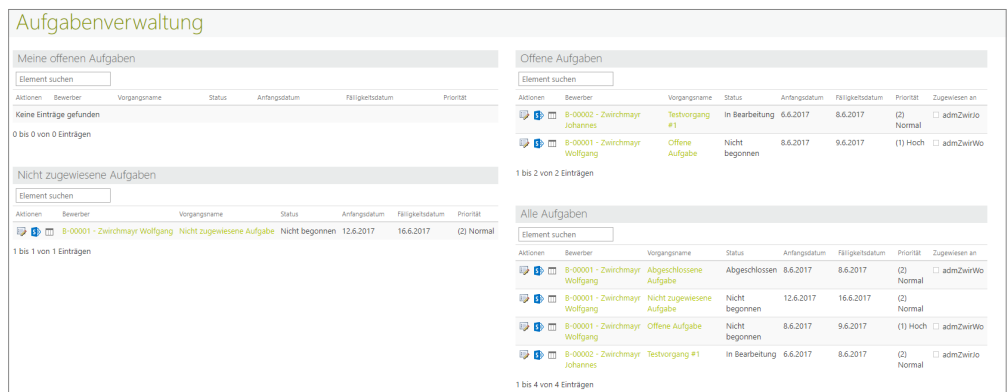 Aufgabenverwaltung
Meine offenen Aufgaben
Element suchen
Aktionen Bewerber Vorgangsname Status Anfangsdatum Fälligkeitsdatum Priorität
Keine Einträge gefunden
0 bis 0 von 0 Einträgen
Nicht zugewiesene Aufgaben
Element suchen
Aktionen Bewerber Vorgangsname Status Anfangsdatum Fälligkeitsdatum Priorität
B-00001 - Zwirchmayr Wolfgang Nicht zugewiesene Aufgabe Nicht begonnen 12.6.2017 16.6.2017 (2) Normal
1 bis 1 von 1 Einträgen
Offene Aufgaben
Element suchen
Aktionen Bewerber Vorgangsname Status Anfangsdatum Fälligkeitsdatum Priorität Zugewiesen an
B-00002 - Zwirchmayr Testvorgang In Bearbeitung 6.6.2017 8.6.2017 (2) admZwirJo
Johannes #1 Normal
B-00001 - Zwirchmayr Offene Nicht 8.6.2017 9.6.2017 (1) Hoch admZwirWo
Wolfgang Aufgabe begonnen
1 bis 2 von 2 Einträgen
Alle Aufgaben
Element suchen
Aktionen Bewerber Vorgangsname Status Anfangsdatum Fälligkeitsdatum Priorität Zugewiesen an
B-00001 - Zwirchmayr Abgeschlossene Abgeschlossen 8.6.2017 8.6.2017 (2) admZwirWo
Wolfgang Aufgabe Normal
B-00001 - Zwirchmayr Nicht zugewiesene Nicht 12.6.2017 16.6.2017 (2)
Wolfgang Aufgabe begonnen Normal
B-00001 - Zwirchmayr Offene Aufgabe Nicht 8.6.2017 9.6.2017 (1) Hoch admZwirWo
Wolfgang begonnen
B-00002 - Zwirchmayr Testvorgang #1 In Bearbeitung 6.6.2017 8.6.2017 (2) admZwirJo
Johannes Normal
1 bis 4 von 4 Einträgen